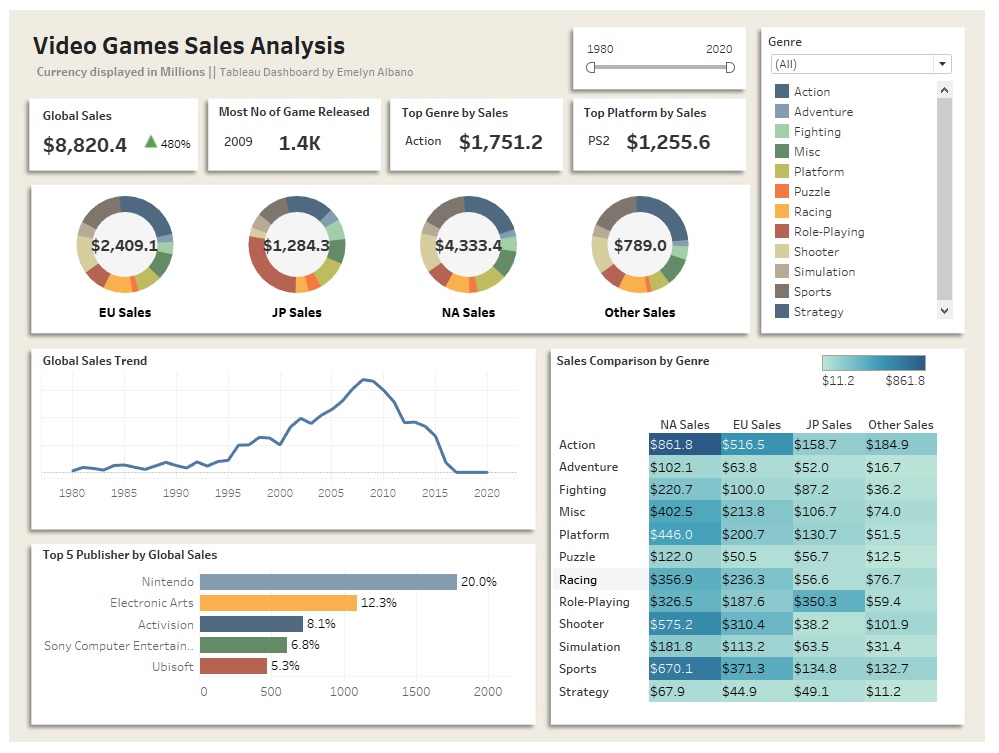 Video Games Sales Analysis
Currency displayed in Millions || Tableau Dashboard by Emelyn Albano
1980 2020
Genre
(All)
Action
Adventure
Fighting
Misc
Platform
Puzzle
Racing
Role-Playing
Shooter
Simulation
Sports
Strategy
Global Sales
$8,820.4 480%
Most No of Game Released
2009 1.4K
Top Genre by Sales
Action $1,751.2
Top Platform by Sales
PS2 $1,255.6
$2,409.1 $1,284.3 $4,333.4 $789.0
EU Sales JP Sales NA Sales Other Sales
Global Sales Trend
1980 1985 1990 1995 2000 2005 2010 2015 2020
Top 5 Publisher by Global Sales
Nintendo 20.0%
Electronic Arts 12.3%
Activision 8.1%
Sony Computer Entertain.. 6.8%
Ubisoft 5.3%
0 500 1000 1500 2000
Sales Comparison by Genre
$11.2 $861.8
NA Sales EU Sales JP Sales Other Sales
Action $861.8 $516.5 $158.7 $184.9
Adventure $102.1 $63.8 $52.0 $16.7
Fighting $220.7 $100.0 $87.2 $36.2
Misc $402.5 $213.8 $106.7 $74.0
Platform $446.0 $200.7 $130.7 $51.5
Puzzle $122.0 $50.5 $56.7 $12.5
Racing $356.9 $236.3 $56.6 $76.7
Role-Playing $326.5 $187.6 $350.3 $59.4
Shooter $575.2 $310.4 $38.2 $101.9
Simulation $181.8 $113.2 $63.5 $31.4
Sports $670.1 $371.3 $134.8 $132.7
Strategy $67.9 $44.9 $49.1 $11.2